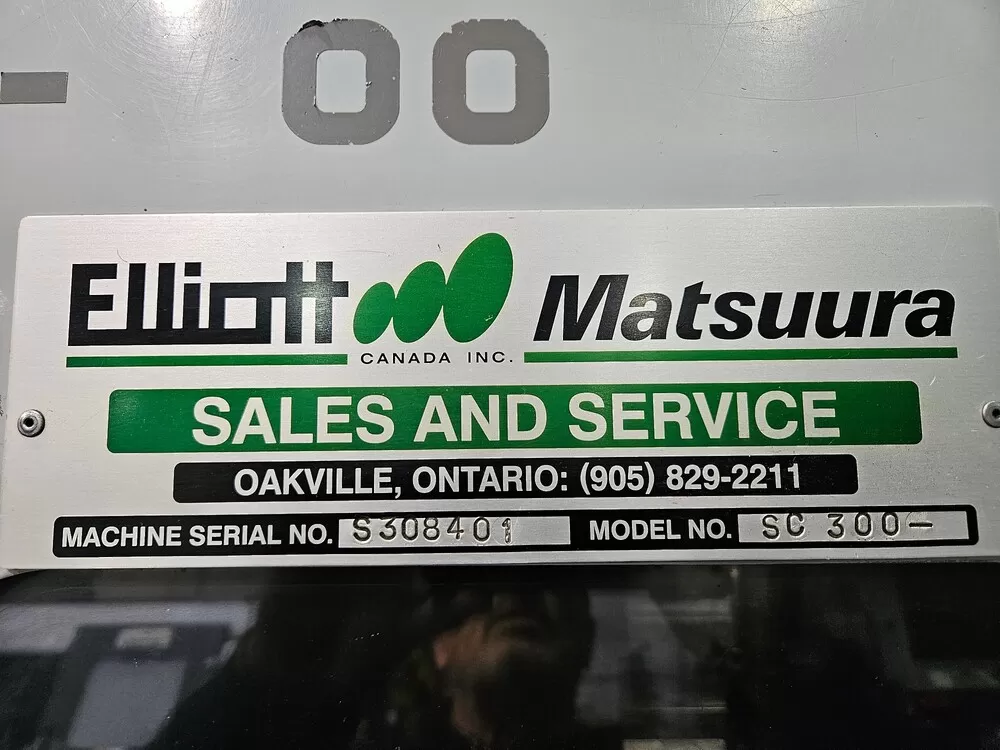 - 00
Elliott Matsuura
CANADA INC.
SALES AND SERVICE
OAKVILLE, ONTARIO: (905) 829-2211
MACHINE SERIAL NO. S308401 MODEL NO. SC 300-